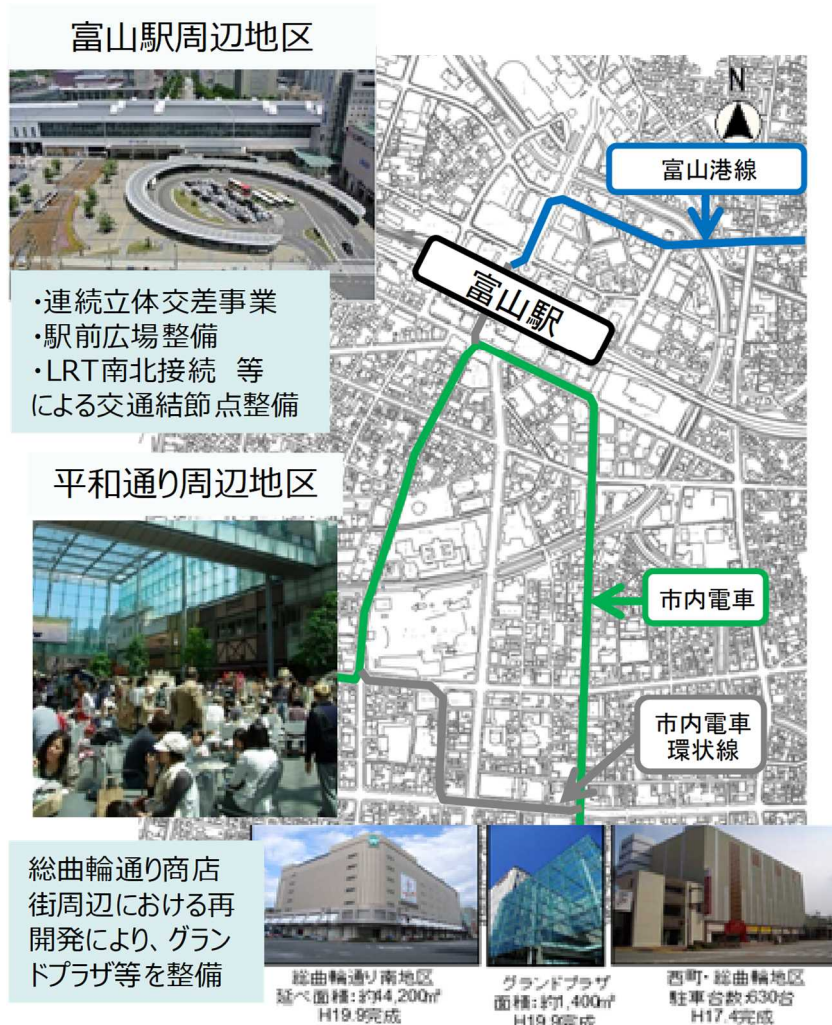 富山駅周辺地区
N
富山港線
富山駅
・連続立体交差事業
・駅前広場整備
・LRT南北接続 等
による交通結節点整備
平和通り周辺地区
市内電車
市内電車
環状線
総曲輪通り商店
街周辺における再
開発により、グラン
ドプラザ等を整備
総曲輪通り南地区
延べ面積:約44,200㎡
H19.9完成
グランドプラザ
面積:約1,400㎡
H19.9完成
西町・総曲輪地区
駐車台数:630台
H17.4完成